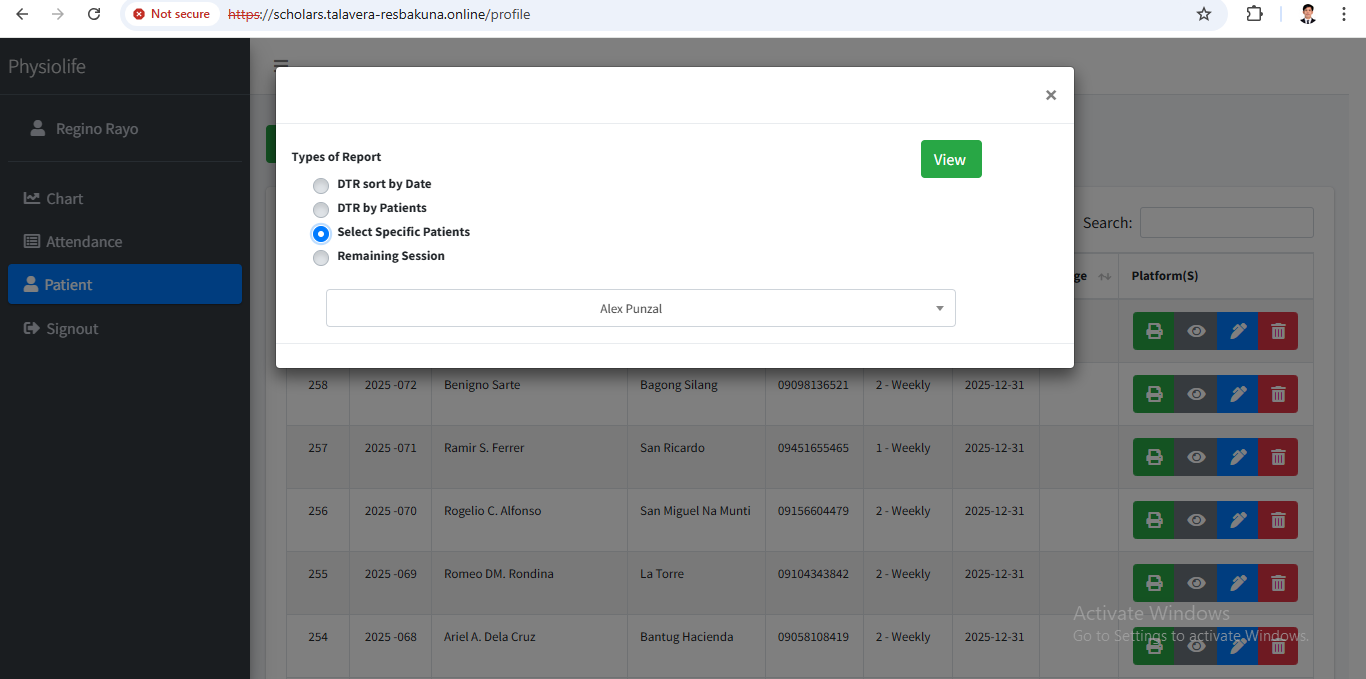 Not secure https://scholars.talavera-resbakuna.online/profile
Physiolife
Regino Rayo
Chart
Attendance
Patient
Signout
×
Types of Report
View
DTR sort by Date
DTR by Patients
Select Specific Patients
Remaining Session
Alex Punzal
Search:
ge Platform(S)
258 2025 -072 Benigno Sarte Bagong Silang 09098136521 2 - Weekly 2025-12-31
257 2025 -071 Ramir S. Ferrer San Ricardo 09451655465 1 - Weekly 2025-12-31
256 2025 -070 Rogelio C. Alfonso San Miguel Na Munti 09156604479 2 - Weekly 2025-12-31
255 2025 -069 Romeo DM. Rondina La Torre 09104343842 2 - Weekly 2025-12-31
254 2025 -068 Ariel A. Dela Cruz Bantug Hacienda 09058108419 2 - Weekly 2025-12-31
Activate Windows
Go to Settings to activate Windows.